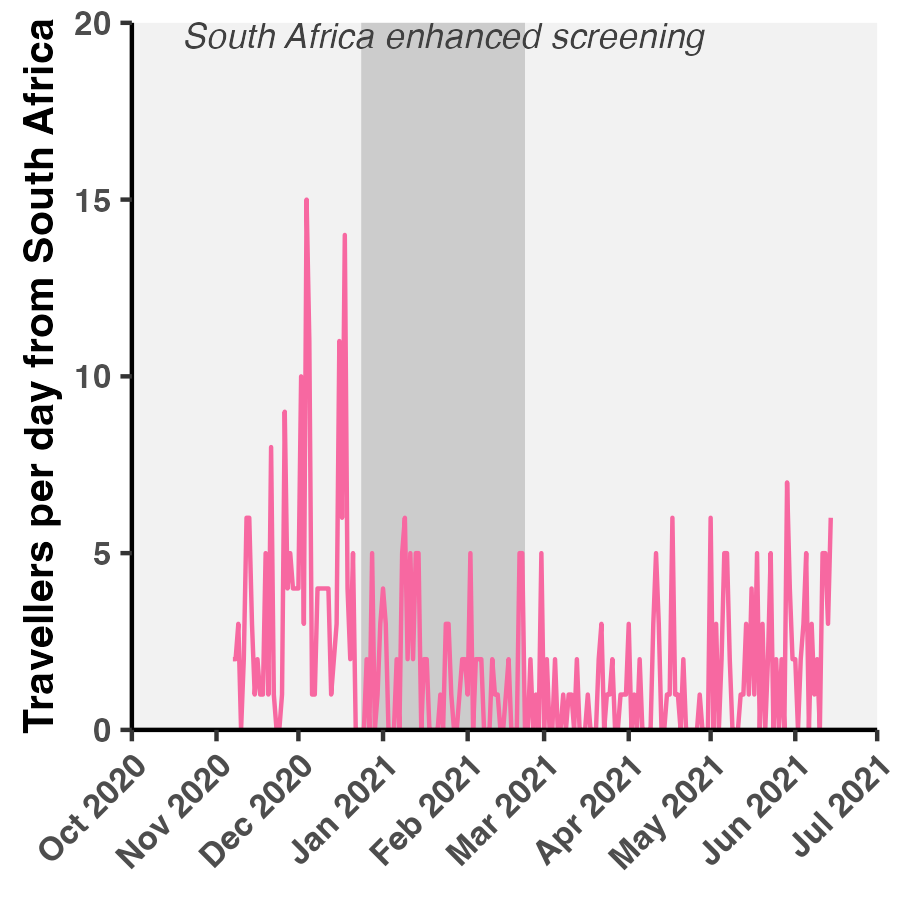 South Africa enhanced screening
Travellers per day from South Africa
20
15
10
5
0
Oct 2020
Nov 2020
Dec 2020
Jan 2021
Feb 2021
Mar 2021
Apr 2021
May 2021
Jun 2021
Jul 2021